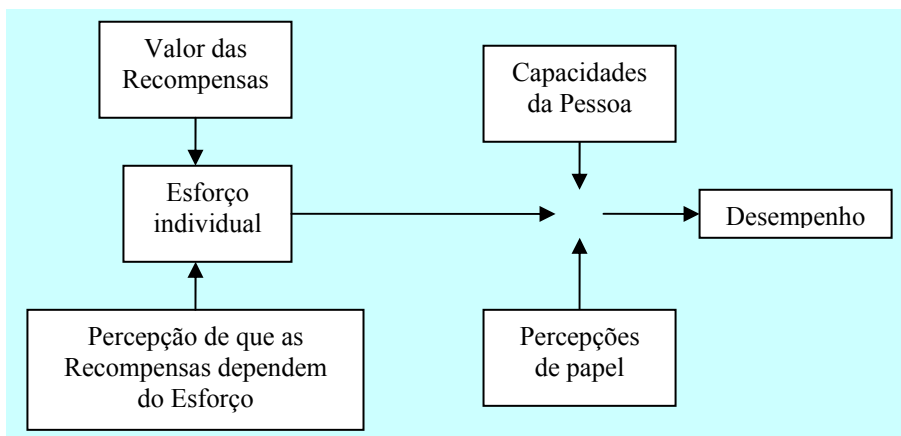 Valor das
Recompensas
Capacidades
da Pessoa
Esforço
individual
Desempenho
Percepção de que as
Recompensas dependem
do Esforço
Percepções
de papel